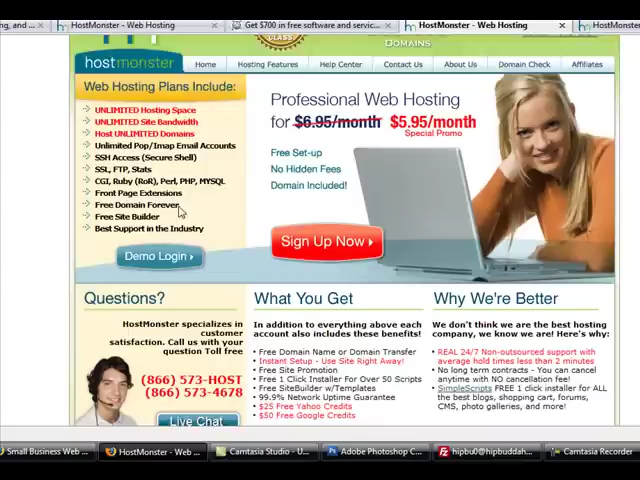 HostMonster - Web Hosting
Get $700 in free software and servic...
HostMonster - Web Hosting
HostMonster
CLASS
DOMAINS
hostmonster
Home
Hosting Features
Help Center
Contact Us
About Us
Domain Check
Affiliates
Web Hosting Plans Include:
UNLIMITED Hosting Space
UNLIMITED Site Bandwidth
Host UNLIMITED Domains
Unlimited Pop/Imap Email Accounts
SSH Access (Secure Shell)
SSL, FTP, Stats
CGI, Ruby (RoR), Perl, PHP, MYSQL
Front Page Extensions
Free Domain Forever
Free Site Builder
Best Support in the Industry
Demo Login
Professional Web Hosting
for $6.95/month $5.95/month
Special Promo
Free Set-up
No Hidden Fees
Domain Included!
Sign Up Now
Questions?
HostMonster specializes in
customer
satisfaction. Call us with your
question Toll free
(866) 573-HOST
(866) 573-4678
Live Chat
What You Get
In addition to everything above each
account also includes these benefits!
Free Domain Name or Domain Transfer
Instant Setup - Use Site Right Away!
Free Site Promotion
Free 1 Click Installer For Over 50 Scripts
Free SiteBuilder w/Templates
99.9% Network Uptime Guarantee
$25 Free Yahoo Credits
$50 Free Google Credits
Why We're Better
We don't think we are the best hosting
company, we know we are! Here's why:
REAL 24/7 Non-outsourced support with
average hold times less than 2 minutes
No long term contracts - You can cancel
anytime with NO cancellation fee!
SimpleScripts FREE 1 click installer for ALL
the best blogs, shopping cart, forums,
CMS, photo galleries, and more!
Small Business Web ...
HostMonster - Web ...
Camtasia Studio - U...
Adobe Photoshop C...
hipbu0@hipbuddah...
Camtasia Recorder